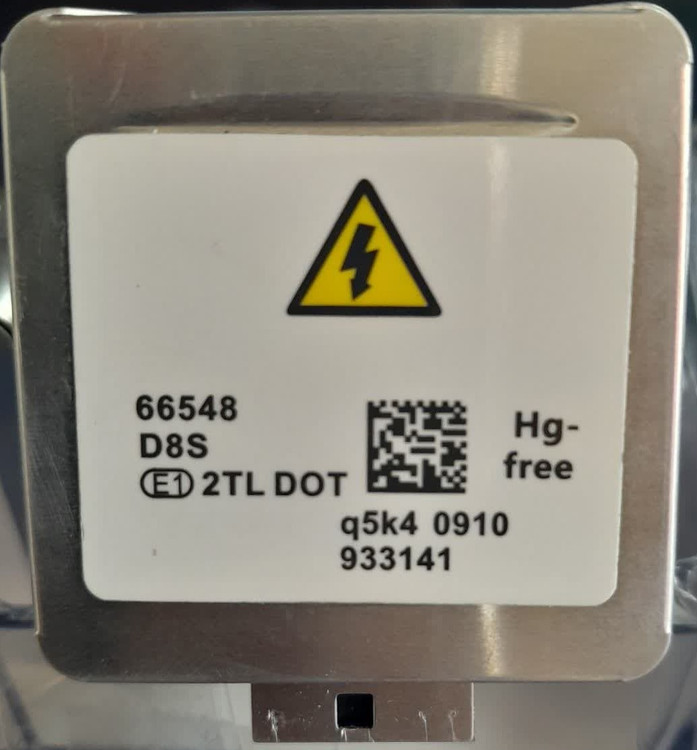 66548
D8S
E1 2TL DOT
Hg-
free
q5k4 0910
933141